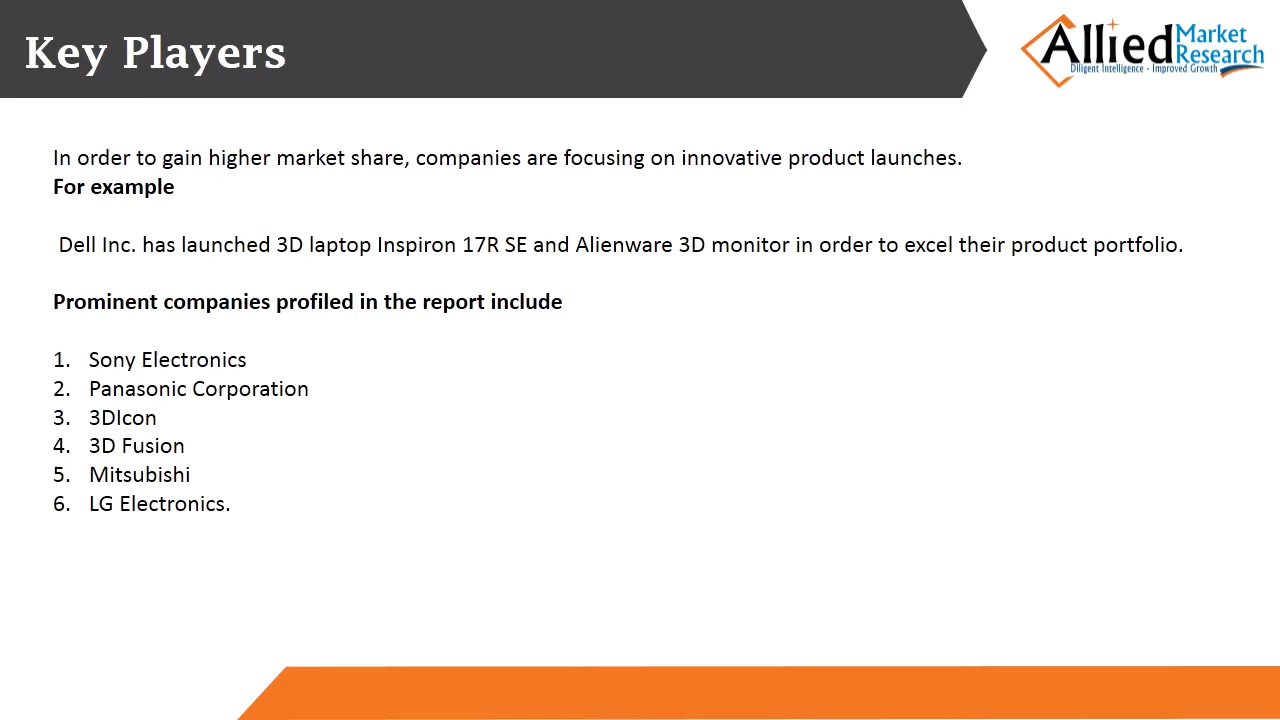 Key Players
Allied Market Research
Diligent Intelligence - Improved Growth
In order to gain higher market share, companies are focusing on innovative product launches.
For example
Dell Inc. has launched 3D laptop Inspiron 17R SE and Alienware 3D monitor in order to excel their product portfolio.
Prominent companies profiled in the report include
1. Sony Electronics
2. Panasonic Corporation
3. 3DIcon
4. 3D Fusion
5. Mitsubishi
6. LG Electronics.